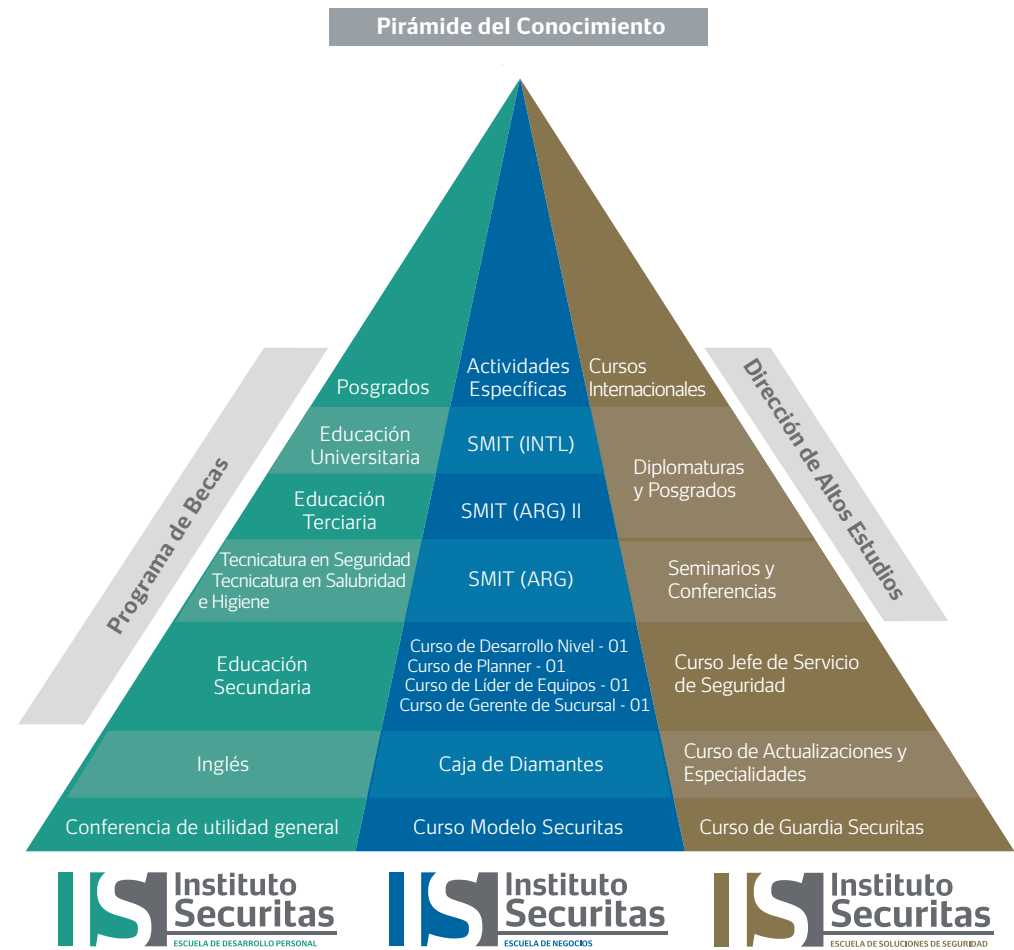 Pirámide del Conocimiento
Programa de Becas
Dirección de Altos Estudios
Posgrados
Actividades
Específicas
Cursos
Internacionales
Educación
Universitaria
SMIT (INTL)
Diplomaturas
y Posgrados
Educación
Terciaria
SMIT (ARG) II
Tecnicatura en Seguridad
Tecnicatura en Salubridad
e Higiene
SMIT (ARG)
Seminarios y
Conferencias
Educación
Secundaria
Curso de Desarrollo Nivel - 01
Curso de Planner - 01
Curso de Líder de Equipos - 01
Curso de Gerente de Sucursal - 01
Curso Jefe de Servicio
de Seguridad
Inglés
Caja de Diamantes
Curso de Actualizaciones y
Especialidades
Conferencia de utilidad general
Curso Modelo Securitas
Curso de Guardia Securitas
IS Instituto
Securitas
ESCUELA DE DESARROLLO PERSONAL
IS Instituto
Securitas
ESCUELA DE NEGOCIOS
IS Instituto
Securitas
ESCUELA DE SOLUCIONES DE SEGURIDAD